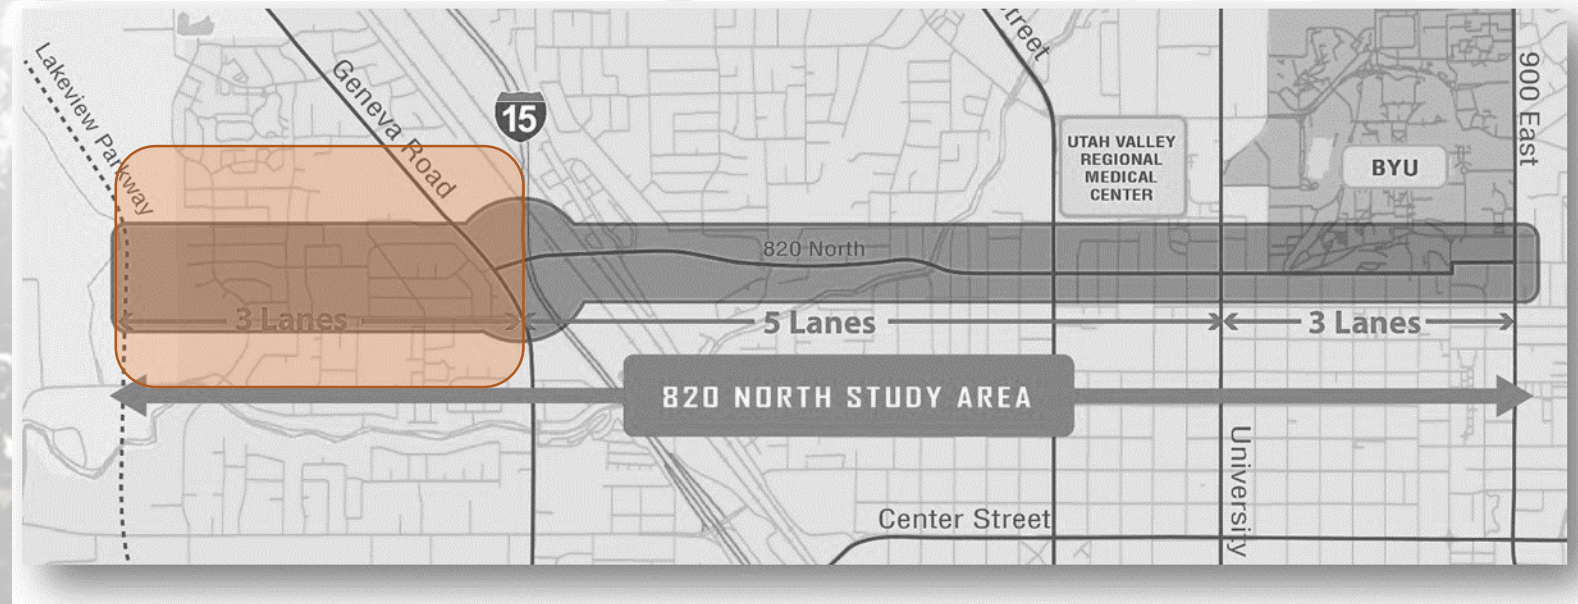 Lakeview Parkway
Geneva Road
15
Street
UTAH VALLEY
REGIONAL
MEDICAL
CENTER
BYU
900 East
820 North
3 Lanes
5 Lanes
3 Lanes
820 NORTH STUDY AREA
University
Center Street